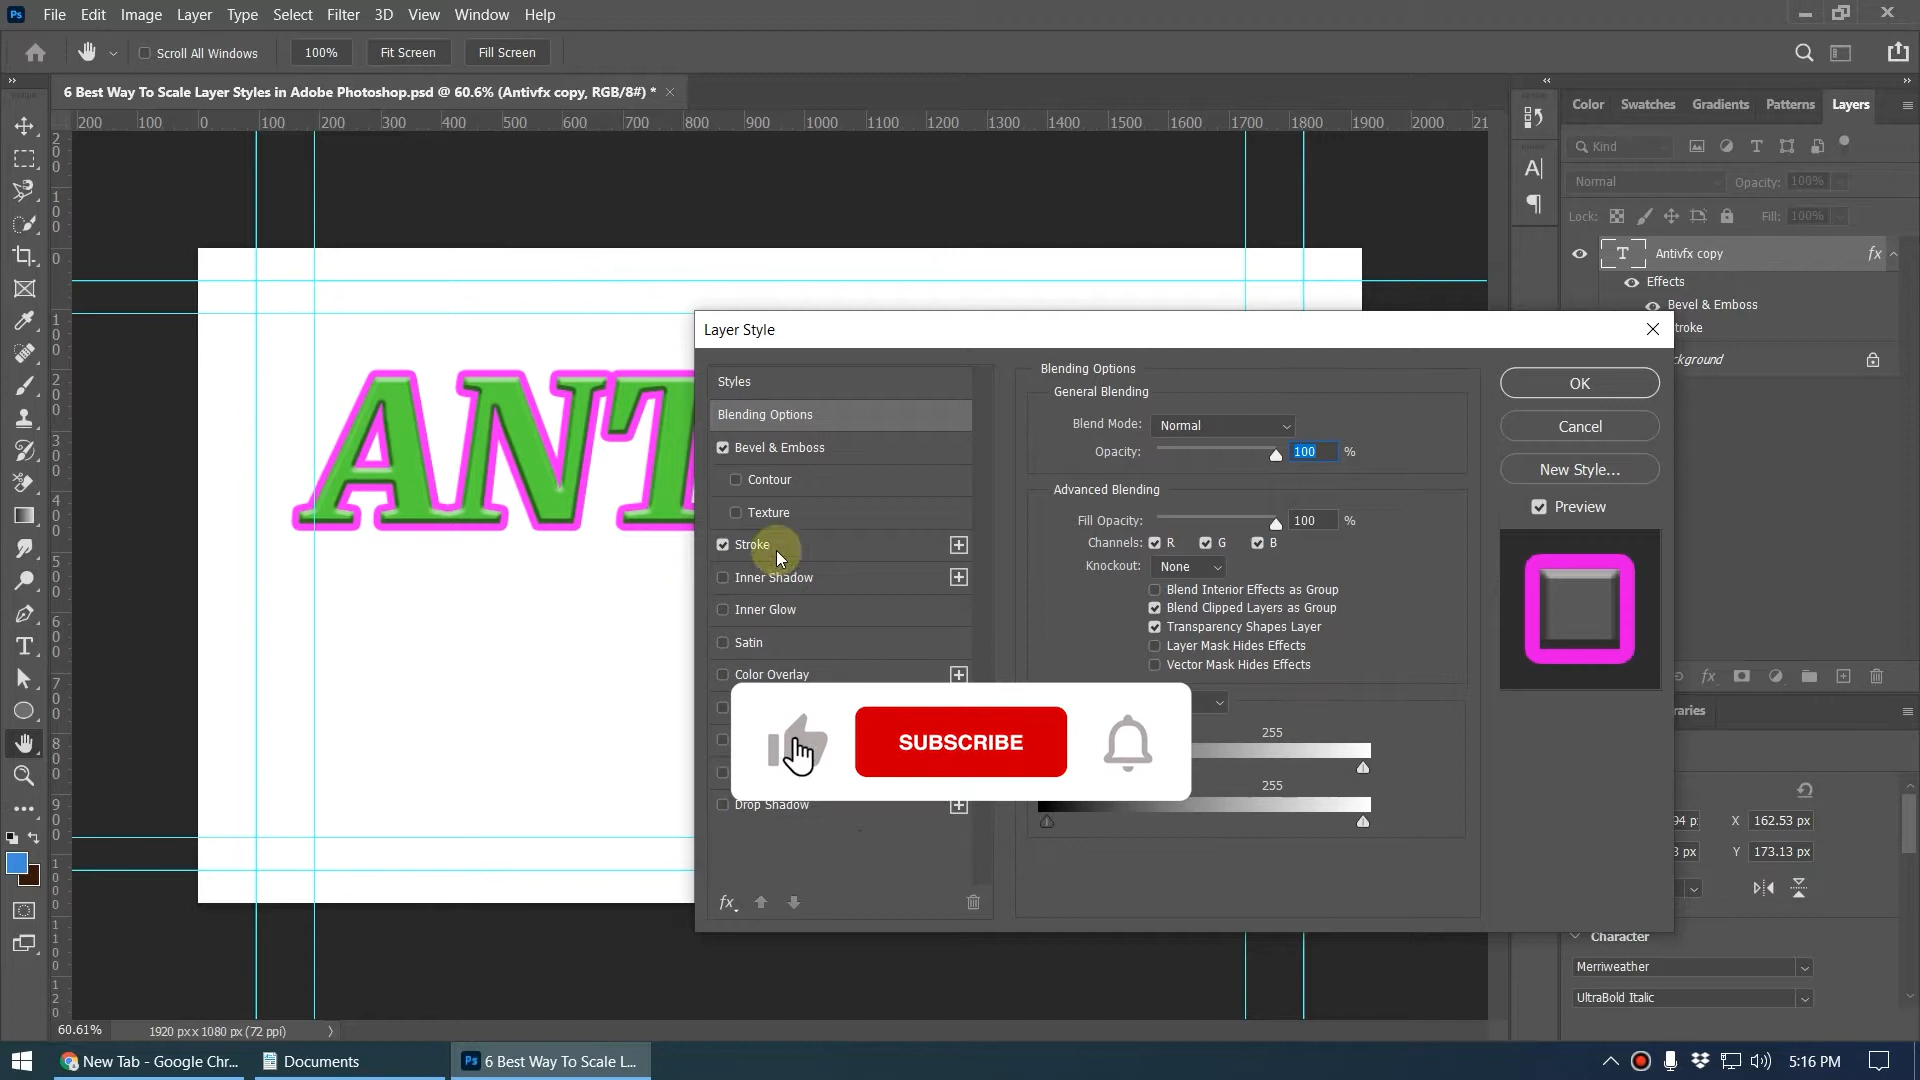 Ps File Edit Image Layer Type Select Filter 3D View Window Help
Scroll All Windows 100% Fit Screen Fill Screen
6 Best Way To Scale Layer Styles in Adobe Photoshop.psd @ 60.6% (Antivfx copy, RGB/8#) *
Color Swatches Gradients Patterns Layers
200 100 0 100 200 300 400 500 600 700 800 900 1000 1100 1200 1300 1400 1500 1600 1700 1800 1900 2000 21
Kind
Normal Opacity: 100%
Lock: Fill: 100%
T Antivfx copy fx
Effects
Bevel & Emboss
troke
ckground
ANT
Layer Style
Styles
Blending Options
Bevel & Emboss
Contour
Texture
Stroke
Inner Shadow
Inner Glow
Satin
Color Overlay
Drop Shadow
fx
Blending Options
General Blending
Blend Mode: Normal
Opacity: 100 %
Advanced Blending
Fill Opacity: 100 %
Channels: R G B
Knockout: None
Blend Interior Effects as Group
Blend Clipped Layers as Group
Transparency Shapes Layer
Layer Mask Hides Effects
Vector Mask Hides Effects
255
255
OK
Cancel
New Style...
Preview
SUBSCRIBE
raries
94 p X 162.53 px
3 px Y 173.13 px
Character
Merriweather
UltraBold Italic
60.61% 1920 px x 1080 px (72 ppi)
New Tab - Google Chr... Documents Ps 6 Best Way To Scale L... 5:16 PM